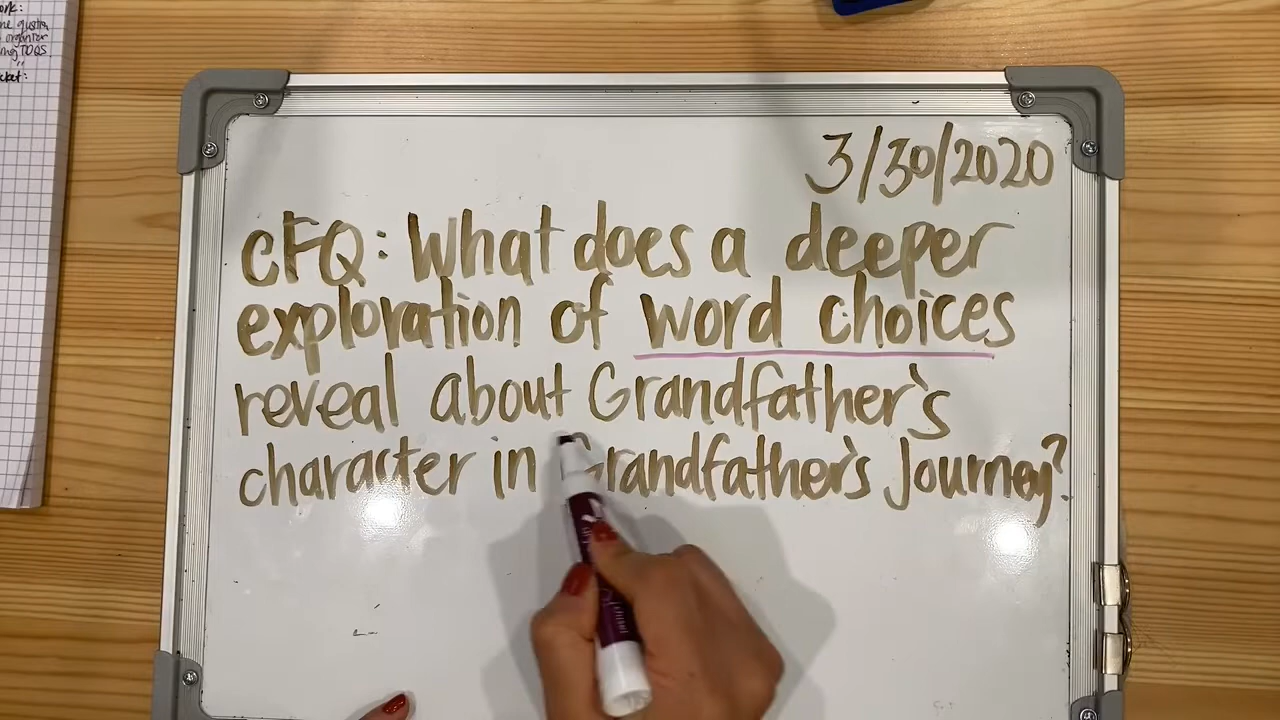 3/30/2020
CFQ: What does a deeper
exploration of word choices
reveal about Grandfather's
character in Grandfather's Journey?